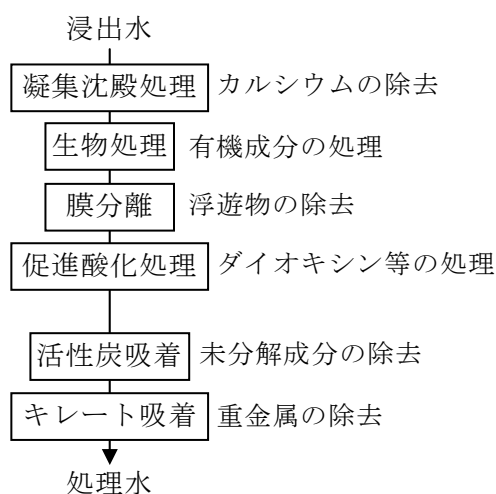 浸出水
凝集沈殿処理 カルシウムの除去
生物処理 有機成分の処理
膜分離 浮遊物の除去
促進酸化処理 ダイオキシン等の処理
活性炭吸着 未分解成分の除去
キレート吸着 重金属の除去
処理水